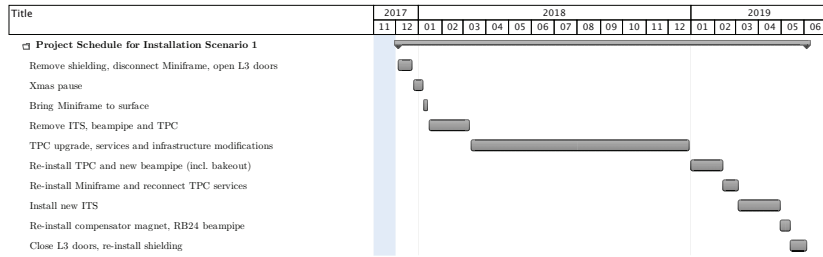 Title 2017 2018 2019
11 12 01 02 03 04 05 06 07 08 09 10 11 12 01 02 03 04 05 06
Project Schedule for Installation Scenario 1
Remove shielding, disconnect Miniframe, open L3 doors
Xmas pause
Bring Miniframe to surface
Remove ITS, beampipe and TPC
TPC upgrade, services and infrastructure modifications
Re-install TPC and new beampipe (incl. bakeout)
Re-install Miniframe and reconnect TPC services
Install new ITS
Re-install compensator magnet, RB24 beampipe
Close L3 doors, re-install shielding